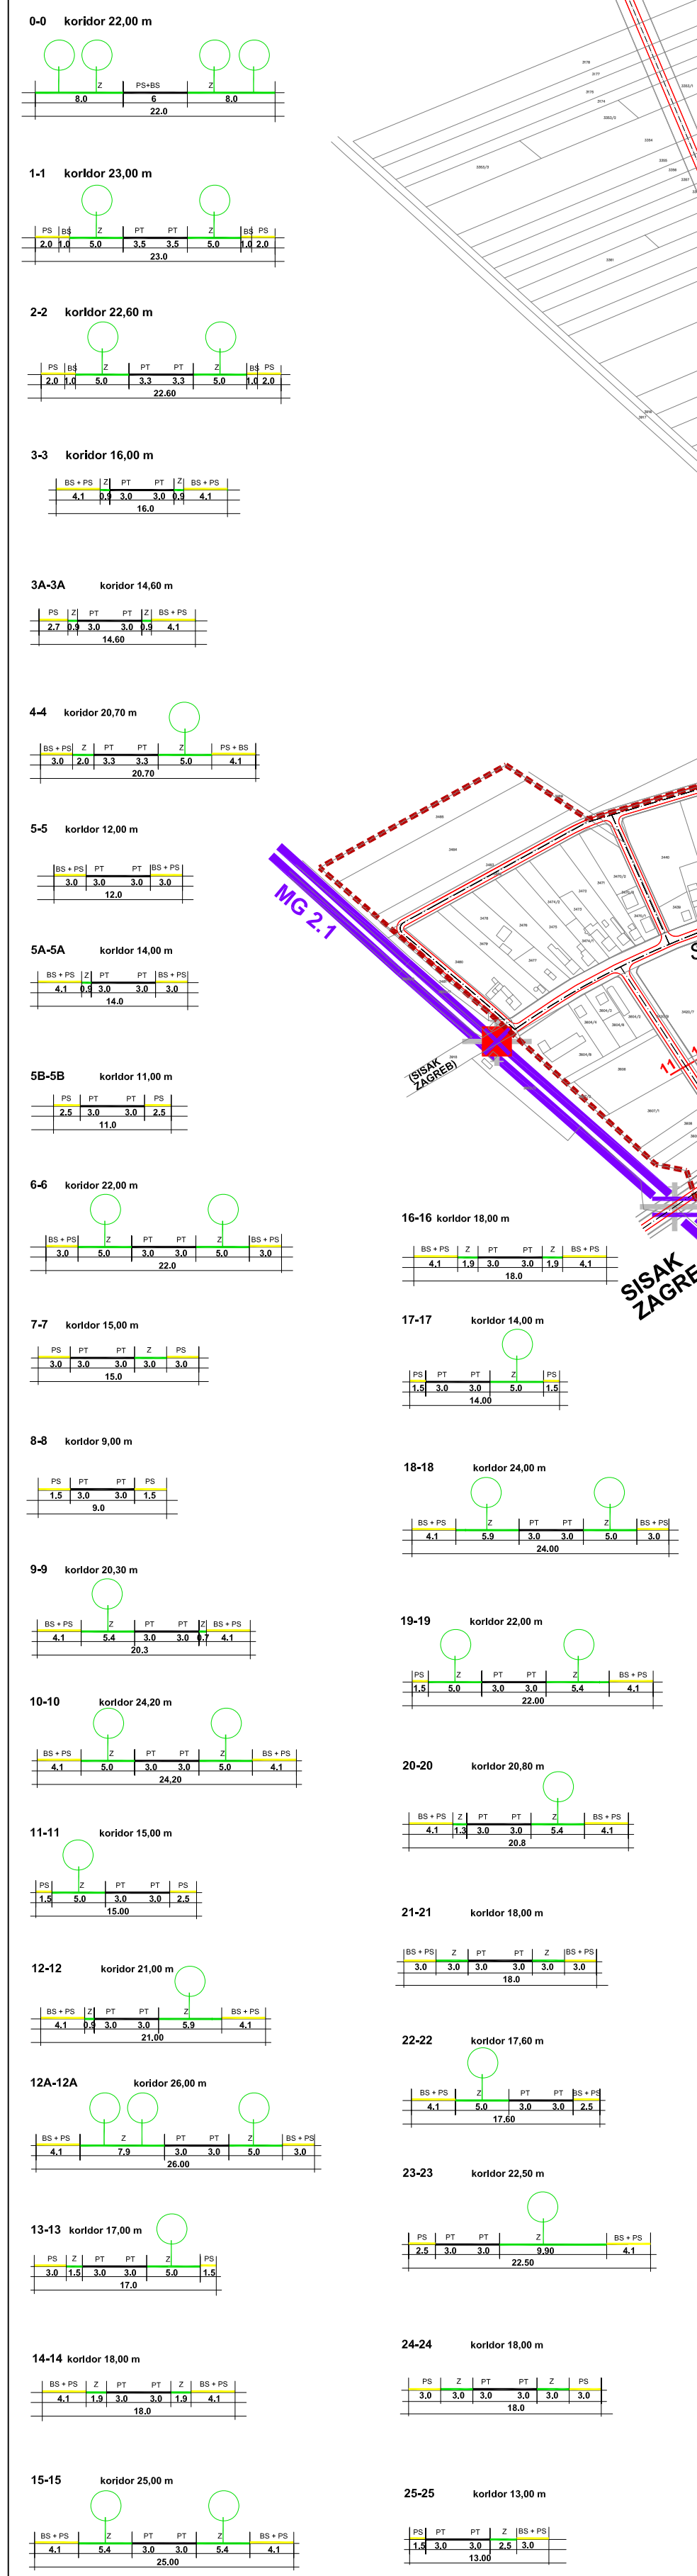 0-0 koridor 22,00 m
Z PS+BS Z
8.0 6 8.0
22.0
1-1 koridor 23,00 m
PS BS Z PT PT Z BS PS
2.0 1.0 5.0 3.5 3.5 5.0 1.0 2.0
23.0
2-2 koridor 22,60 m
PS BS Z PT PT Z BS PS
2.0 1.0 5.0 3.3 3.3 5.0 1.0 2.0
22.60
3-3 koridor 16,00 m
BS + PS Z PT PT Z BS + PS
4.1 0.9 3.0 3.0 0.9 4.1
16.0
3A-3A koridor 14,60 m
PS Z PT PT Z BS + PS
2.7 0.9 3.0 3.0 0.9 4.1
14.60
4-4 koridor 20,70 m
BS + PS Z PT PT Z PS + BS
3.0 2.0 3.3 3.3 5.0 4.1
20.70
5-5 koridor 12,00 m
BS + PS PT PT BS + PS
3.0 3.0 3.0 3.0
12.0
5A-5A koridor 14,00 m
BS + PS Z PT PT BS + PS
4.1 0.9 3.0 3.0 3.0
14.0
5B-5B koridor 11,00 m
PS PT PT PS
2.5 3.0 3.0 2.5
11.0
6-6 koridor 22,00 m
BS + PS Z PT PT Z BS + PS
3.0 5.0 3.0 3.0 5.0 3.0
22.0
7-7 koridor 15,00 m
PS PT PT Z PS
3.0 3.0 3.0 3.0 3.0
15.0
8-8 koridor 9,00 m
PS PT PT PS
1.5 3.0 3.0 1.5
9.0
9-9 koridor 20,30 m
BS + PS Z PT PT Z BS + PS
4.1 5.4 3.0 3.0 0.7 4.1
20.3
10-10 koridor 24,20 m
BS + PS Z PT PT Z BS + PS
4.1 5.0 3.0 3.0 5.0 4.1
24,20
11-11 koridor 15,00 m
PS Z PT PT PS
1.5 5.0 3.0 3.0 2.5
15.00
12-12 koridor 21,00 m
BS + PS Z PT PT Z BS + PS
4.1 0.9 3.0 3.0 5.9 4.1
21.00
12A-12A koridor 26,00 m
BS + PS Z PT PT Z BS + PS
4.1 7.9 3.0 3.0 5.0 3.0
26.00
13-13 koridor 17,00 m
PS Z PT PT Z PS
3.0 1.5 3.0 3.0 5.0 1.5
17.0
14-14 koridor 18,00 m
BS + PS Z PT PT Z BS + PS
4.1 1.9 3.0 3.0 1.9 4.1
18.0
15-15 koridor 25,00 m
BS + PS Z PT PT Z BS + PS
4.1 5.4 3.0 3.0 5.4 4.1
25.00
MG 2.1
(SISAK
ZAGREB)
11
SISAK
16-16 koridor 18,00 m
BS + PS Z PT PT Z BS + PS
4.1 1.9 3.0 3.0 1.9 4.1
18.0
17-17 koridor 14,00 m
PS PT PT Z PS
1.5 3.0 3.0 5.0 1.5
14.00
18-18 koridor 24,00 m
BS + PS Z PT PT Z BS + PS
4.1 5.9 3.0 3.0 5.0 3.0
24.00
19-19 koridor 22,00 m
PS Z PT PT Z BS + PS
1.5 5.0 3.0 3.0 5.4 4.1
22.00
20-20 koridor 20,80 m
BS + PS Z PT PT Z BS + PS
4.1 1.3 3.0 3.0 5.4 4.1
20.8
21-21 koridor 18,00 m
BS + PS Z PT PT Z BS + PS
3.0 3.0 3.0 3.0 3.0 3.0
18.0
22-22 koridor 17,60 m
BS + PS Z PT PT BS + PS
4.1 5.0 3.0 3.0 2.5
17.60
23-23 koridor 22,50 m
PS PT PT Z BS + PS
2.5 3.0 3.0 9.90 4.1
22.50
24-24 koridor 18,00 m
PS Z PT PT Z PS
3.0 3.0 3.0 3.0 3.0 3.0
18.0
25-25 koridor 13,00 m
PS PT PT Z BS + PS
1.5 3.0 3.0 2.5 3.0
13.00